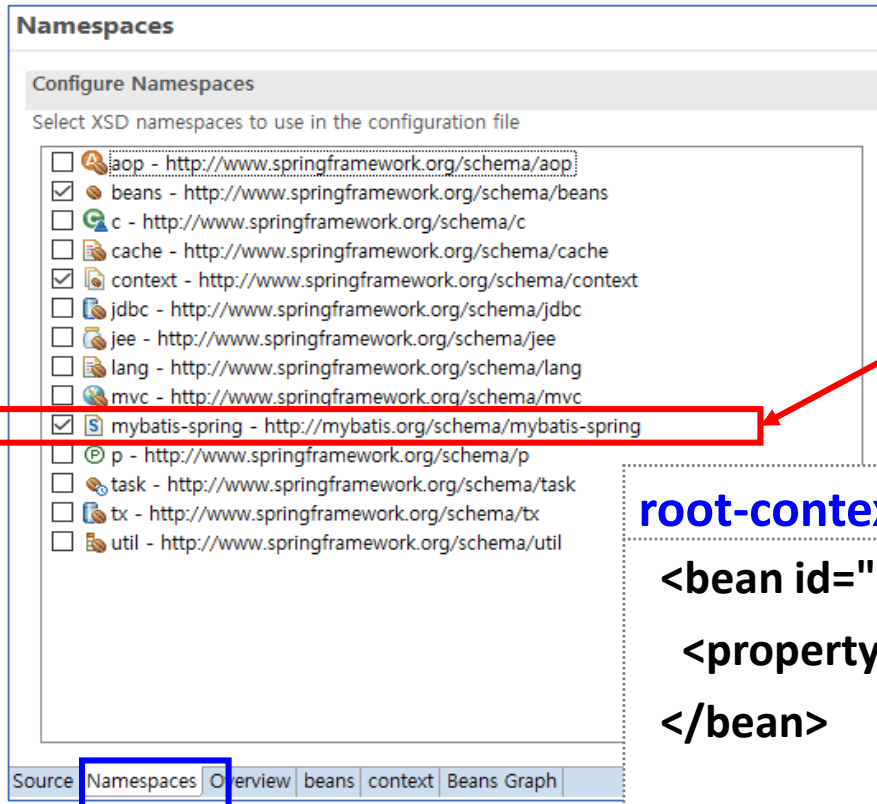 Namespaces
Configure Namespaces
Select XSD namespaces to use in the configuration file
aop - http://www.springframework.org/schema/aop
beans - http://www.springframework.org/schema/beans
c - http://www.springframework.org/schema/c
cache - http://www.springframework.org/schema/cache
context - http://www.springframework.org/schema/context
jdbc - http://www.springframework.org/schema/jdbc
jee - http://www.springframework.org/schema/jee
lang - http://www.springframework.org/schema/lang
mvc - http://www.springframework.org/schema/mvc
mybatis-spring - http://mybatis.org/schema/mybatis-spring
p - http://www.springframework.org/schema/p
task - http://www.springframework.org/schema/task
tx - http://www.springframework.org/schema/tx
util - http://www.springframework.org/schema/util
root-contex
<bean id="
<property
</bean>
Source Namespaces Overview beans context Beans Graph